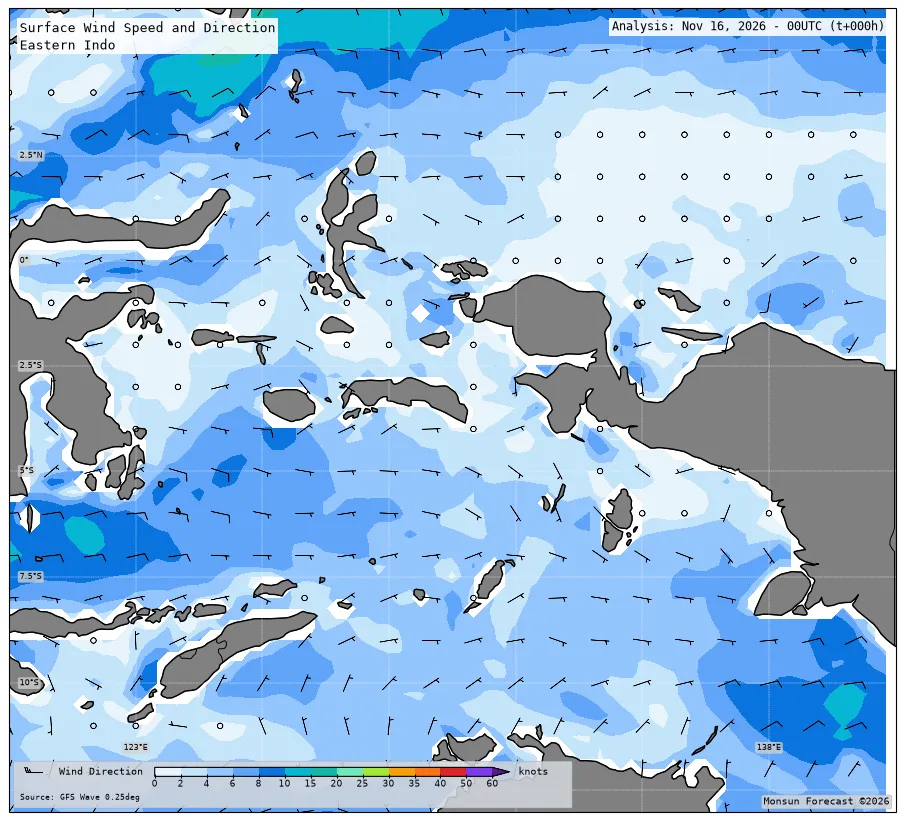 Surface Wind Speed and Direction
Eastern Indo
Analysis: Nov 16, 2026 - 00UTC (t+000h)
2.5°N
0°
2.5°S
5°S
7.5°S
10°S
123°E
138°E
Wind Direction
0 2 4 6 8 10 15 20 25 30 35 40 50 60
knots
Source: GFS Wave 0.25deg
Monsun Forecast ©2026